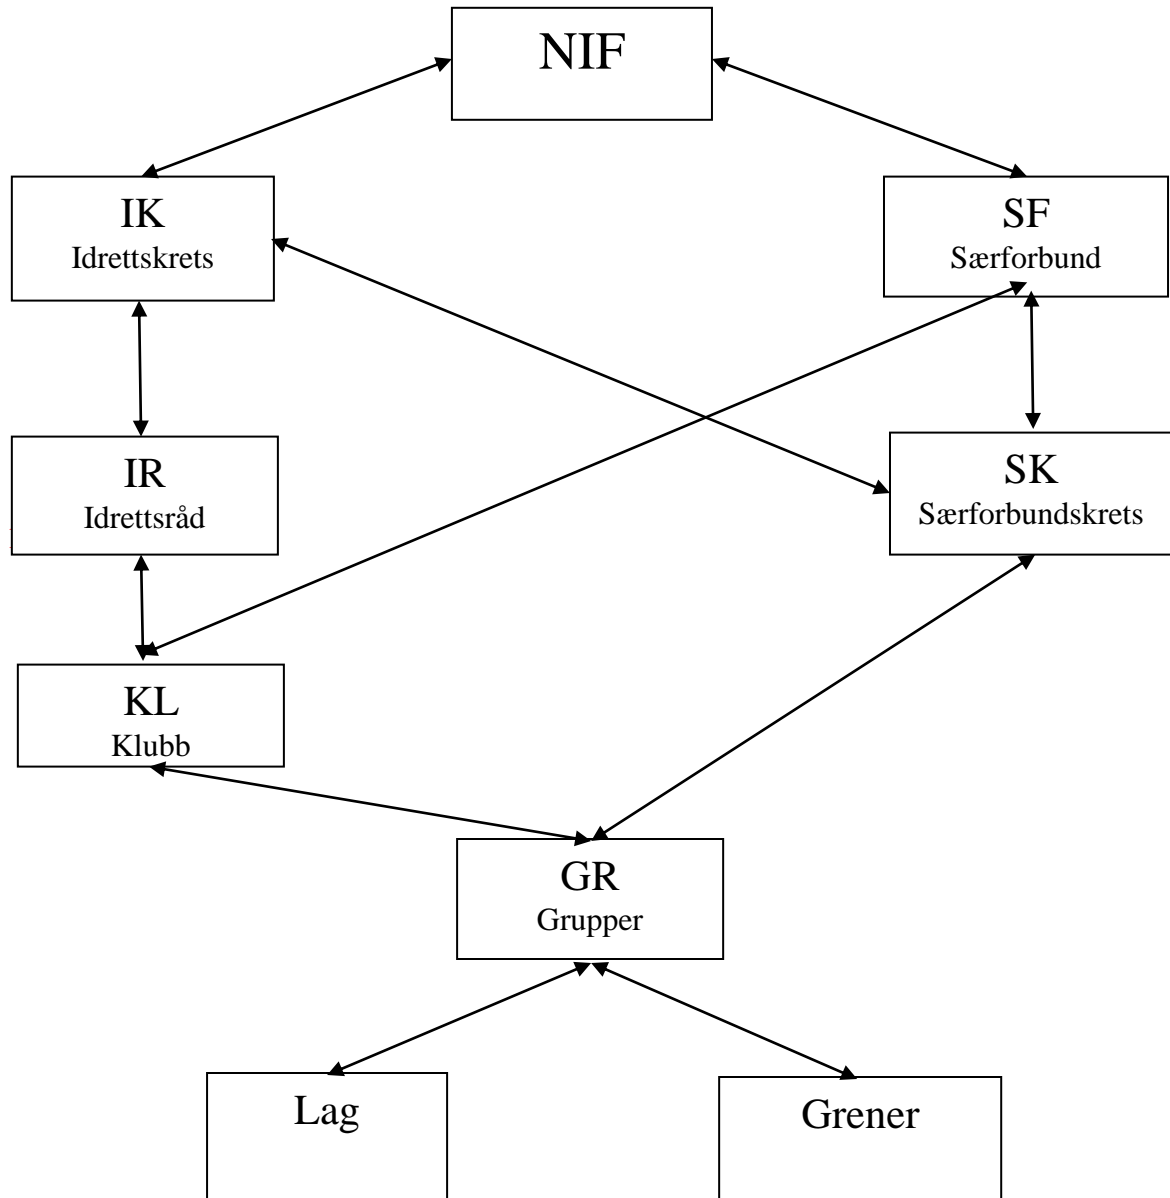 NIF
IK
Idrettskrets
SF
Særforbund
IR
Idrettsråd
SK
Særforbundskrets
KL
Klubb
GR
Grupper
Lag
Grener